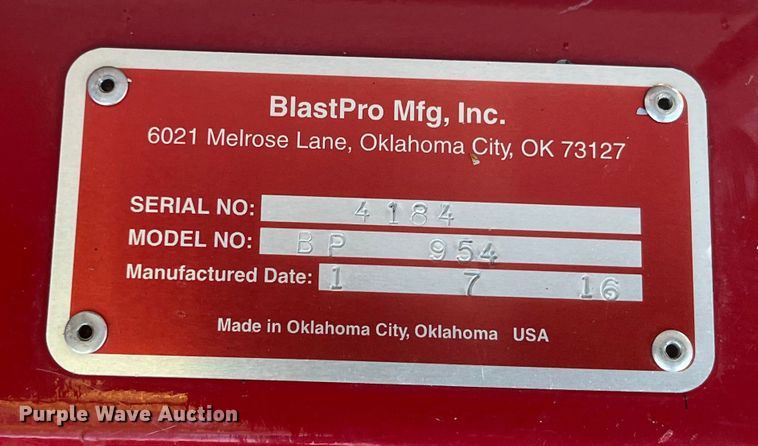 BlastPro Mfg, Inc.
6021 Melrose Lane, Oklahoma City, OK 73127
SERIAL NO: 4184
MODEL NO: BP 954
Manufactured Date: 1 7 16
Made in Oklahoma City, Oklahoma USA
Purple Wave Auction